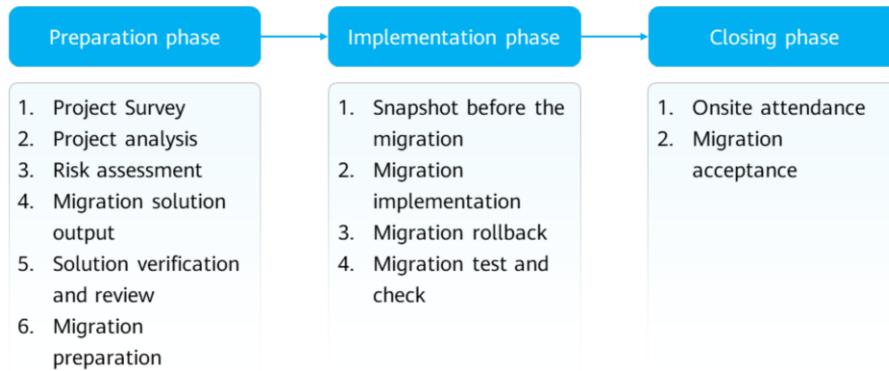 Preparation phase
1. Project Survey
2. Project analysis
3. Risk assessment
4. Migration solution
output
5. Solution verification
and review
6. Migration
preparation
Implementation phase
1. Snapshot before the
migration
2. Migration
implementation
3. Migration rollback
4. Migration test and
check
Closing phase
1. Onsite attendance
2. Migration
acceptance